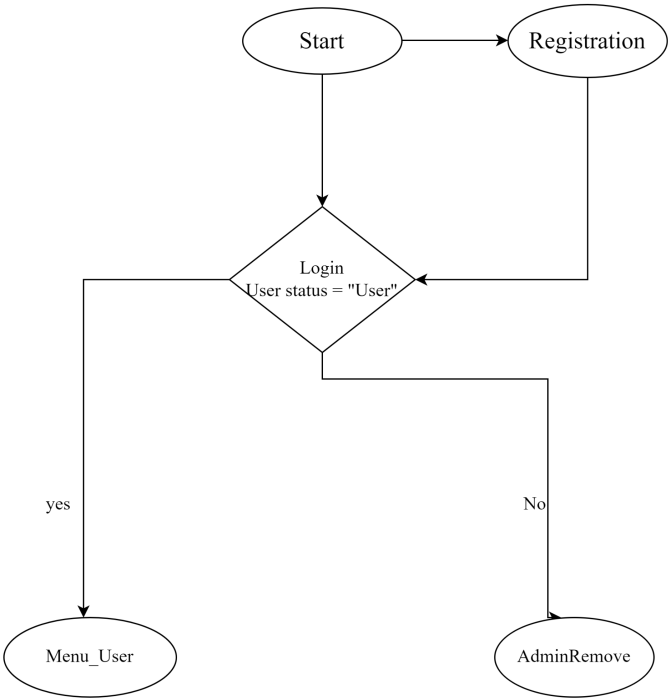 Start
Registration
Login
User status = "User"
yes
No
Menu_User
AdminRemove